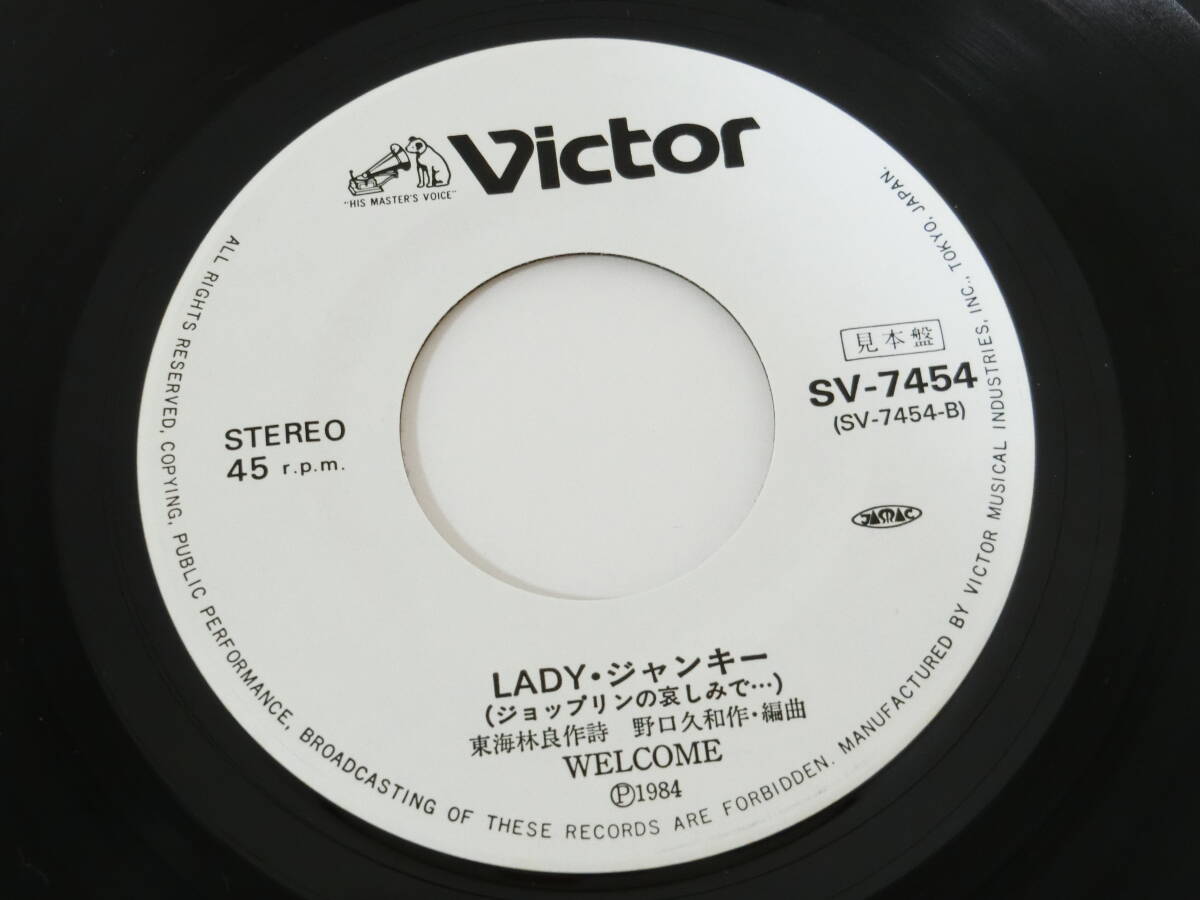 Victor
"HIS MASTER'S VOICE"
見本盤
SV-7454
(SV-7454-B)
STEREO
45 r.p.m.
JASRAC
LADY・ジャンキー
(ジョップリンの哀しみで…)
東海林良作詩 野口久和作・編曲
WELCOME
Ⓟ1984
ALL RIGHTS RESERVED, COPYING, PUBLIC PERFORMANCE, BROADCASTING OF THESE RECORDS ARE FORBIDDEN. MANUFACTURED BY VICTOR MUSICAL INDUSTRIES, INC., TOKYO, JAPAN.